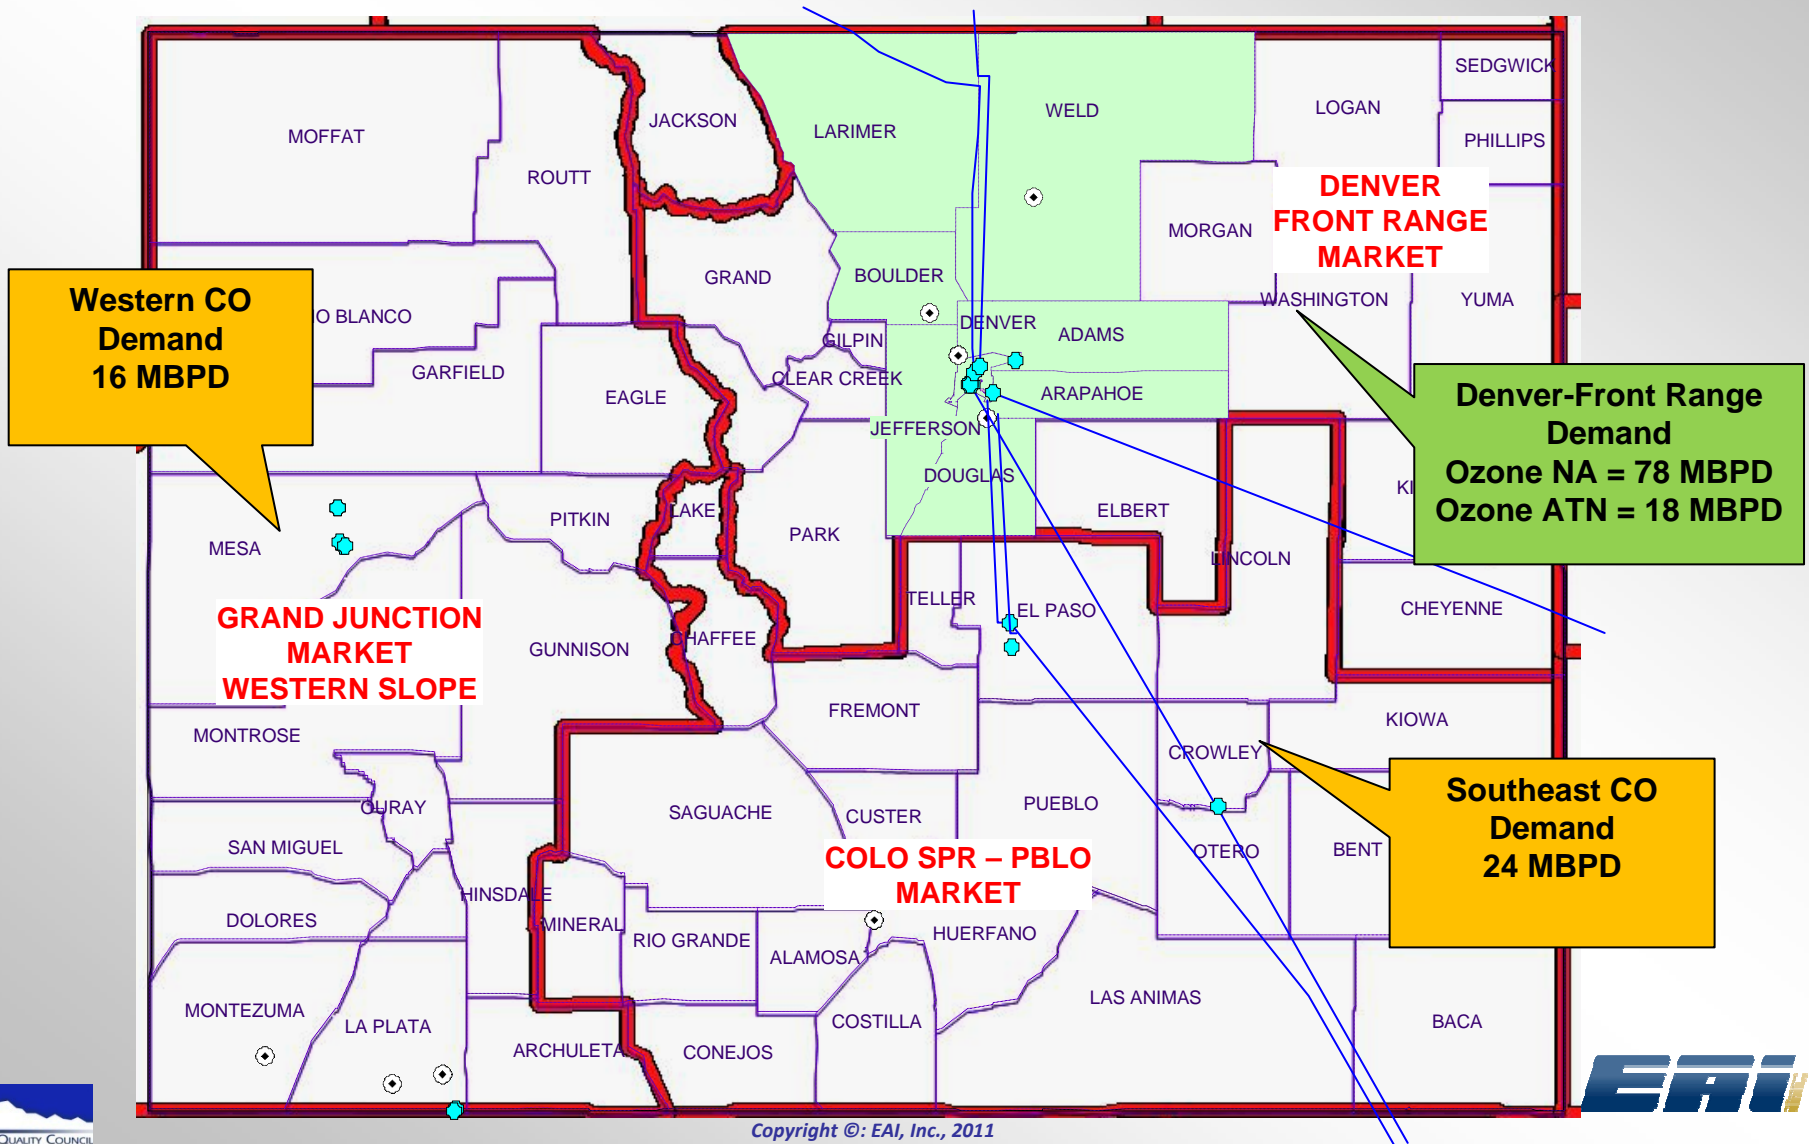 SEDGWICK
WELD
LOGAN
JACKSON
LARIMER
MOFFAT
PHILLIPS
ROUTT
DENVER
FRONT RANGE
MARKET
MORGAN
GRAND
BOULDER
Western CO
Demand
16 MBPD
O BLANCO
WASHINGTON
YUMA
DENVER
ADAMS
GILPIN
GARFIELD
CLEAR CREEK
EAGLE
ARAPAHOE
Denver-Front Range
Demand
Ozone NA = 78 MBPD
Ozone ATN = 18 MBPD
JEFFERSON
DOUGLAS
KI
LAKE
PITKIN
ELBERT
PARK
MESA
LINCOLN
TELLER
EL PASO
CHEYENNE
GRAND JUNCTION
MARKET
WESTERN SLOPE
GUNNISON
CHAFFEE
FREMONT
KIOWA
MONTROSE
CROWLEY
Southeast CO
Demand
24 MBPD
OURAY
SAGUACHE
CUSTER
PUEBLO
SAN MIGUEL
OTERO
BENT
COLO SPR – PBLO
MARKET
HINSDALE
DOLORES
MINERAL
RIO GRANDE
HUERFANO
ALAMOSA
LAS ANIMAS
MONTEZUMA
LA PLATA
COSTILLA
BACA
ARCHULETA
CONEJOS
EAI
QUALITY COUNCIL
Copyright ©: EAI, Inc., 2011